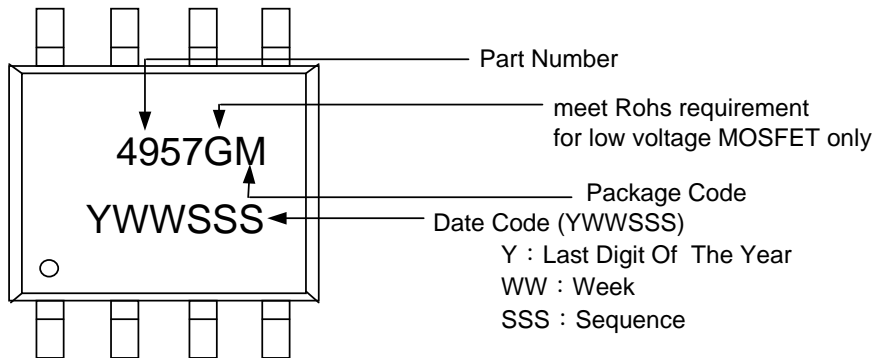 Part Number
meet Rohs requirement
for low voltage MOSFET only
4957GM
Package Code
YWWSSS
Date Code (YWWSSS)
Y：Last Digit Of The Year
WW：Week
SSS：Sequence